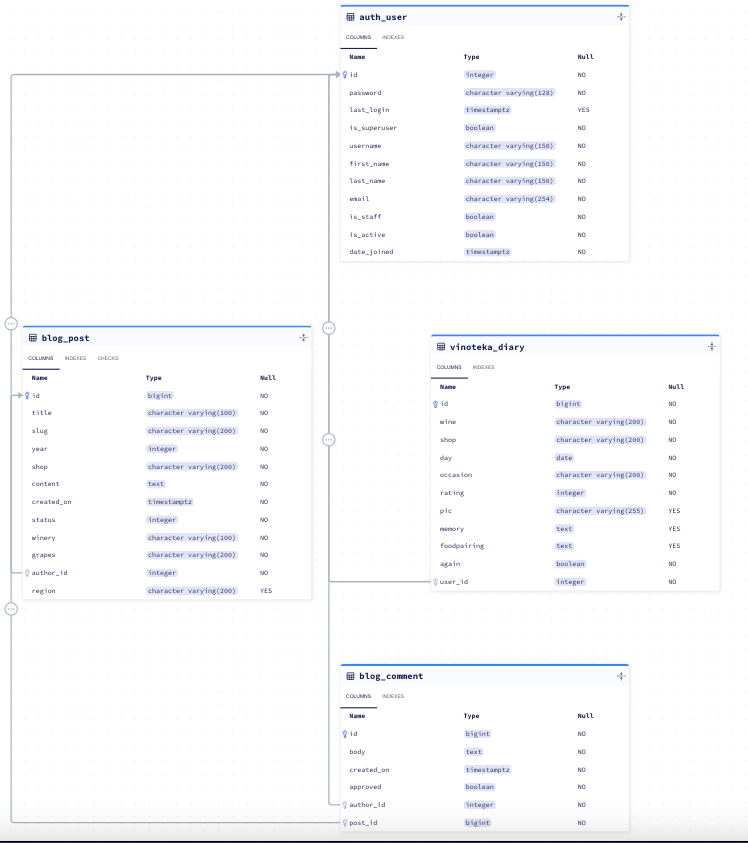 auth_user
COLUMNS INDEXES
Name Type Null
id integer NO
password character varying(128) NO
last_login timestamptz YES
is_superuser boolean NO
username character varying(150) NO
first_name character varying(150) NO
last_name character varying(150) NO
email character varying(254) NO
is_staff boolean NO
is_active boolean NO
date_joined timestamptz NO
blog_post
COLUMNS INDEXES CHECKS
Name Type Null
id bigint NO
title character varying(100) NO
slug character varying(200) NO
year integer NO
shop character varying(200) NO
content text NO
created_on timestamptz NO
status integer NO
winery character varying(100) NO
grapes character varying(200) NO
author_id integer NO
region character varying(200) YES
vinoteka_diary
COLUMNS INDEXES
Name Type Null
id bigint NO
wine character varying(200) NO
shop character varying(200) NO
day date NO
occasion character varying(200) NO
rating integer NO
pic character varying(255) YES
memory text YES
foodpairing text YES
again boolean NO
user_id integer NO
blog_comment
COLUMNS INDEXES
Name Type Null
id bigint NO
body text NO
created_on timestamptz NO
approved boolean NO
author_id integer NO
post_id bigint NO